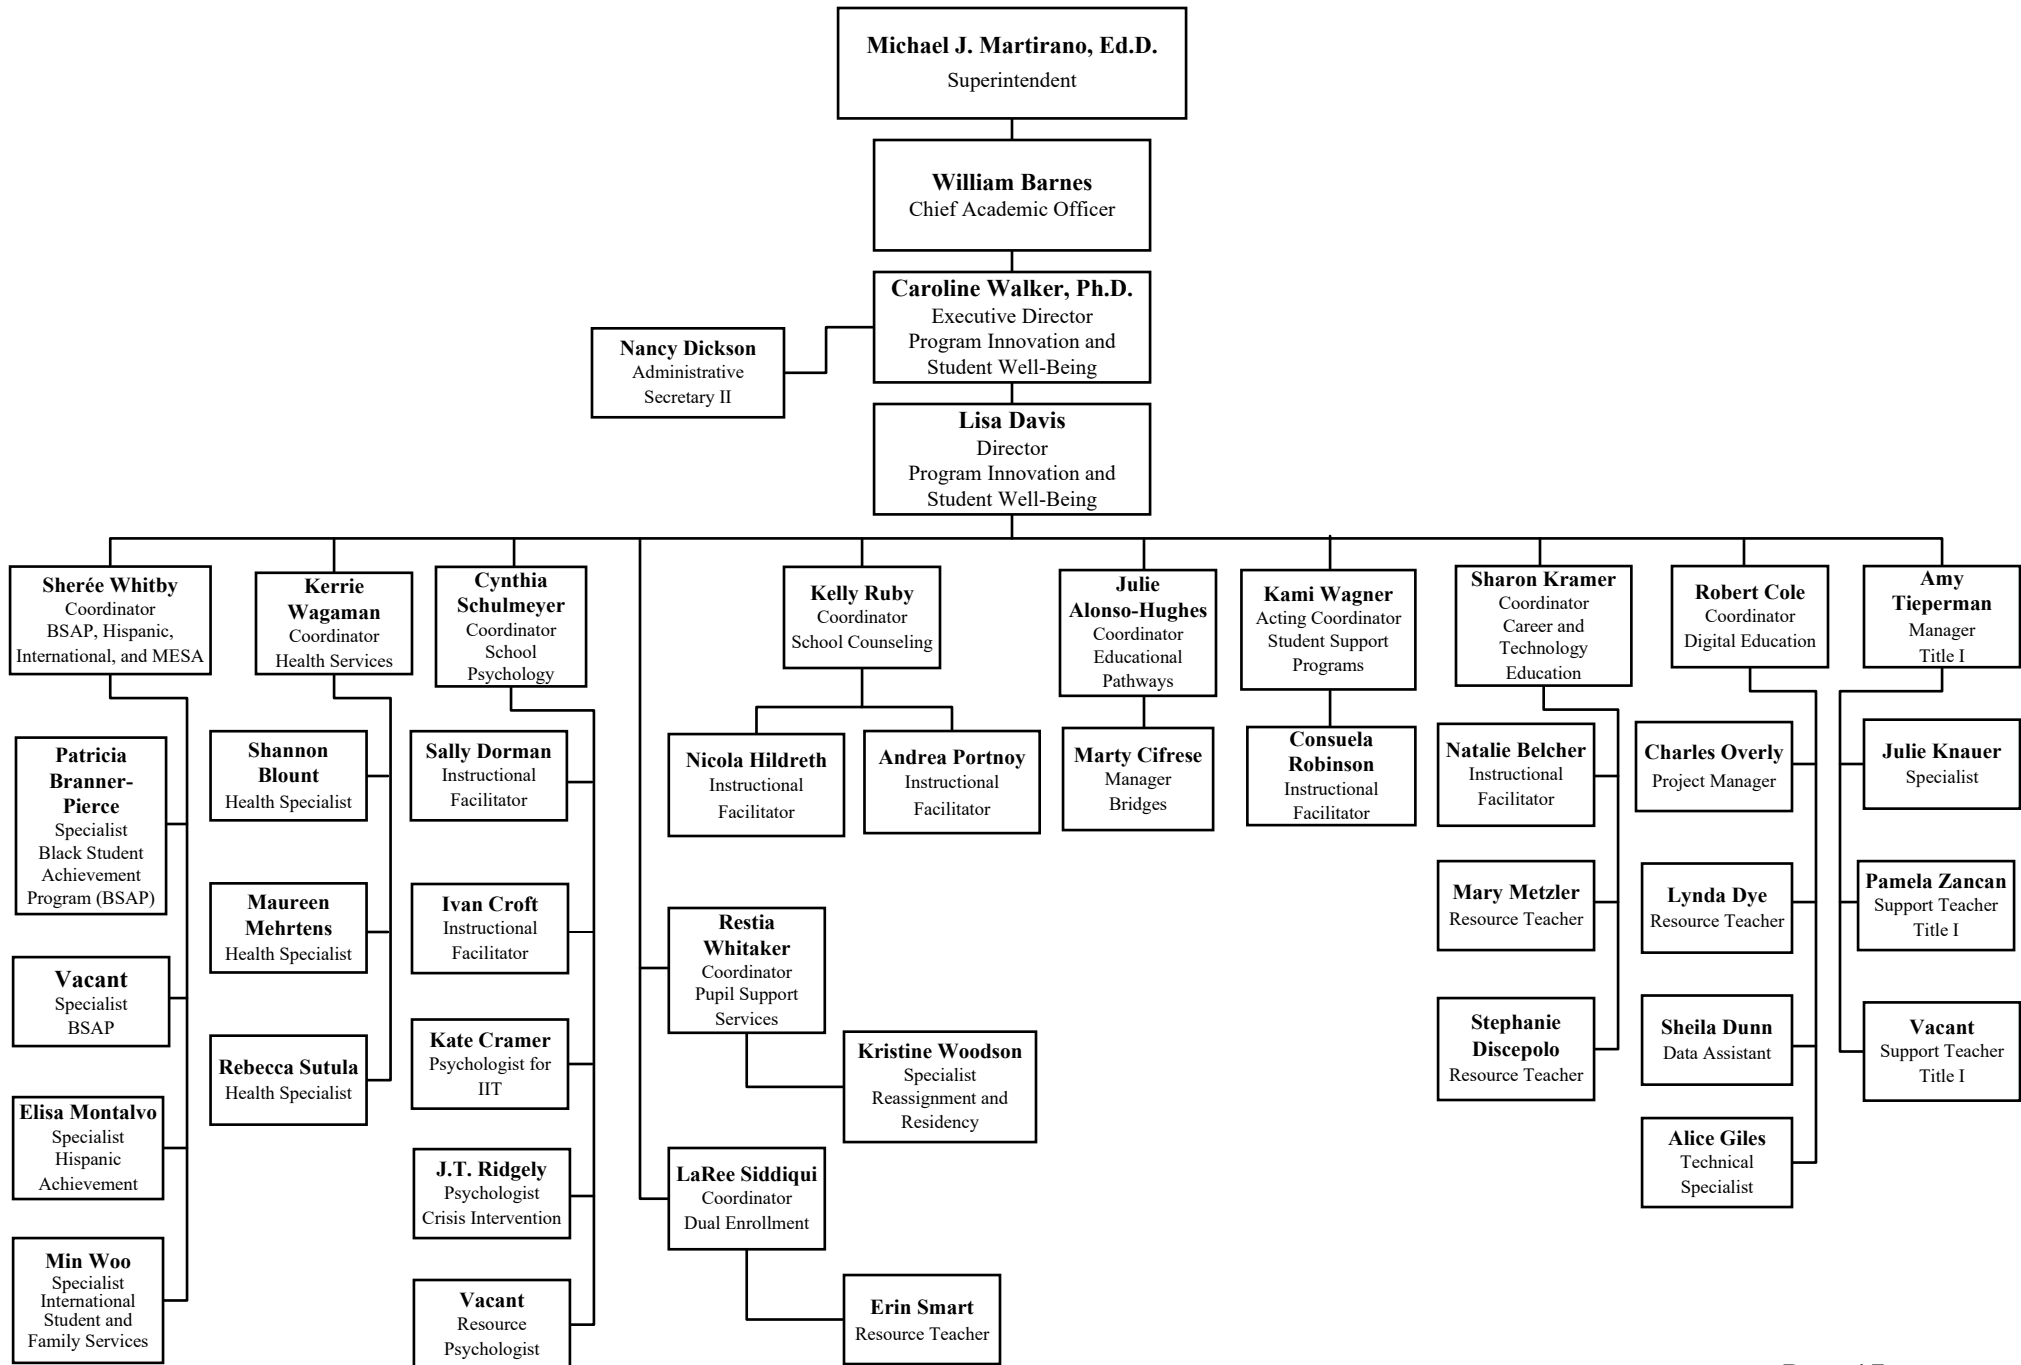 Michael J. Martirano, Ed.D.
Superintendent
William Barnes
Chief Academic Officer
Caroline Walker, Ph.D.
Executive Director
Program Innovation and
Student Well-Being
Nancy Dickson
Administrative
Secretary II
Lisa Davis
Director
Program Innovation and
Student Well-Being
Sherée Whitby
Coordinator
BSAP, Hispanic,
International, and MESA
Kerrie
Wagaman
Coordinator
Health Services
Cynthia
Schulmeyer
Coordinator
School
Psychology
Kelly Ruby
Coordinator
School Counseling
Julie
Alonso-Hughes
Coordinator
Educational
Pathways
Kami Wagner
Acting Coordinator
Student Support
Programs
Sharon Kramer
Coordinator
Career and
Technology
Education
Robert Cole
Coordinator
Digital Education
Amy
Tieperman
Manager
Title I
Patricia
Branner-
Pierce
Specialist
Black Student
Achievement
Program (BSAP)
Vacant
Specialist
BSAP
Elisa Montalvo
Specialist
Hispanic
Achievement
Min Woo
Specialist
International
Student and
Family Services
Shannon
Blount
Health Specialist
Maureen
Mehrtens
Health Specialist
Rebecca Sutula
Health Specialist
Sally Dorman
Instructional
Facilitator
Ivan Croft
Instructional
Facilitator
Kate Cramer
Psychologist for
IIT
J.T. Ridgely
Psychologist
Crisis Intervention
Vacant
Resource
Psychologist
Nicola Hildreth
Instructional
Facilitator
Andrea Portnoy
Instructional
Facilitator
Restia
Whitaker
Coordinator
Pupil Support
Services
Kristine Woodson
Specialist
Reassignment and
Residency
LaRee Siddiqui
Coordinator
Dual Enrollment
Erin Smart
Resource Teacher
Marty Cifrese
Manager
Bridges
Consuela
Robinson
Instructional
Facilitator
Natalie Belcher
Instructional
Facilitator
Mary Metzler
Resource Teacher
Stephanie
Discepolo
Resource Teacher
Charles Overly
Project Manager
Lynda Dye
Resource Teacher
Sheila Dunn
Data Assistant
Alice Giles
Technical
Specialist
Julie Knauer
Specialist
Pamela Zancan
Support Teacher
Title I
Vacant
Support Teacher
Title I